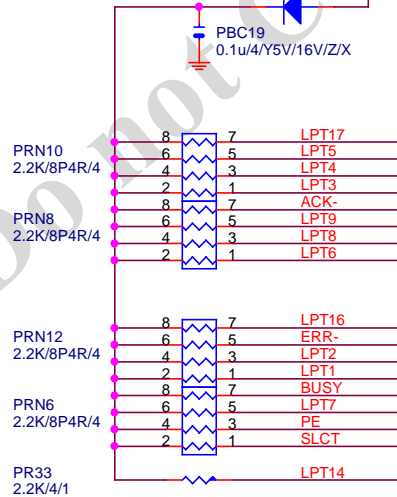 PBC19
0.1u/4/Y5V/16V/Z/X
Do not C
PRN10
2.2K/8P4R/4
8 7 LPT17
6 5 LPT5
4 3 LPT4
2 1 LPT3
PRN8
2.2K/8P4R/4
8 7 ACK-
6 5 LPT9
4 3 LPT8
2 1 LPT6
PRN12
2.2K/8P4R/4
8 7 LPT16
6 5 ERR-
4 3 LPT2
2 1 LPT1
PRN6
2.2K/8P4R/4
8 7 BUSY
6 5 LPT7
4 3 PE
2 1 SLCT
PR33
2.2K/4/1
LPT14